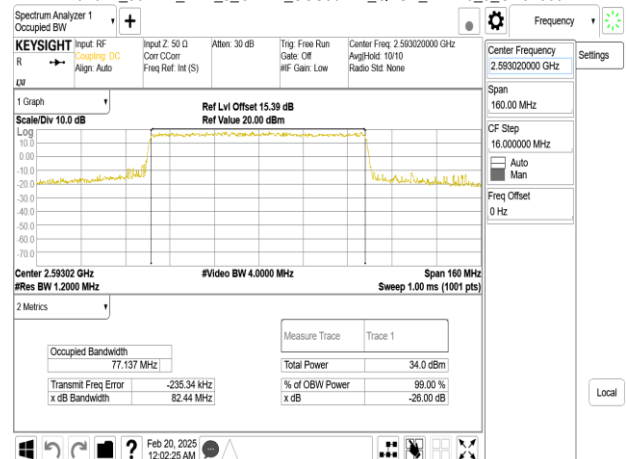 Spectrum Analyzer 1
Occupied BW
Frequency
KEYSIGHT
R
LXI
Input: RF
Coupling: DC
Align: Auto
Input Z: 50 Ω
Corr CCorr
Freq Ref: Int (S)
Atten: 30 dB
Trig: Free Run
Gate: Off
#IF Gain: Low
Center Freq: 2.593020000 GHz
Avg|Hold: 10/10
Radio Std: None
Center Frequency
2.593020000 GHz
Settings
Span
160.00 MHz
CF Step
16.000000 MHz
Auto
Man
Freq Offset
0 Hz
1 Graph
Scale/Div 10.0 dB
Ref Lvl Offset 15.39 dB
Ref Value 20.00 dBm
Log
10.0
0.00
-10.0
-20.0
-30.0
-40.0
-50.0
-60.0
-70.0
Center 2.59302 GHz
#Video BW 4.0000 MHz
Span 160 MHz
#Res BW 1.2000 MHz
Sweep 1.00 ms (1001 pts)
2 Metrics
Measure Trace
Trace 1
Occupied Bandwidth
77.137 MHz
Total Power
34.0 dBm
Transmit Freq Error
-235.34 kHz
% of OBW Power
99.00 %
x dB Bandwidth
82.44 MHz
x dB
-26.00 dB
Local
?
Feb 20, 2025
12:02:25 AM